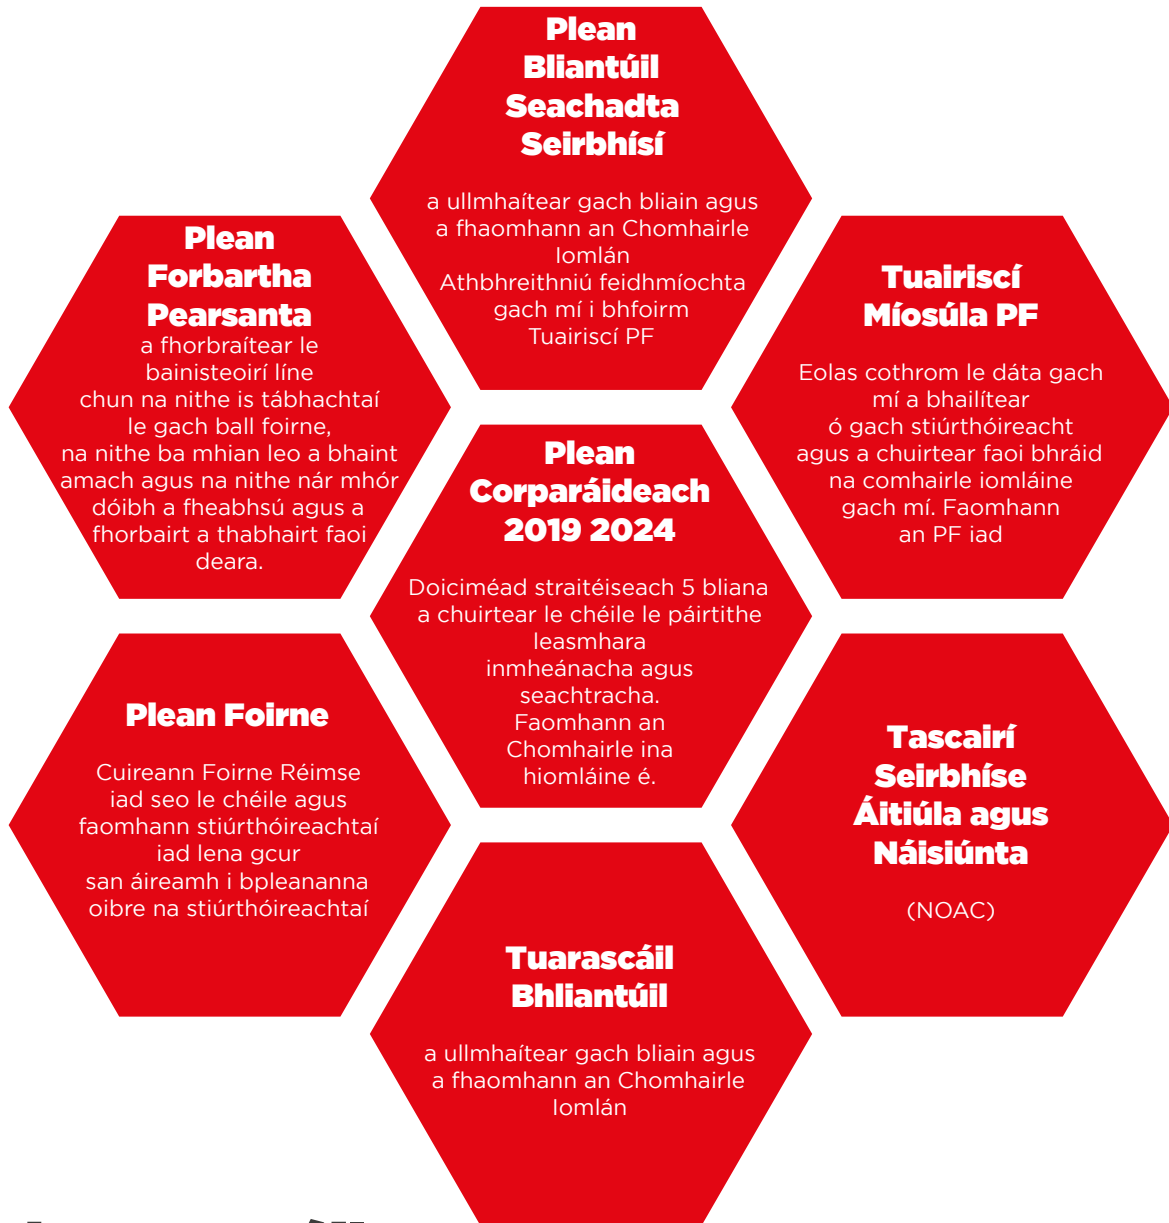 Plean
Bliantúil
Seachadta
Seirbhísí
a ullmhaítear gach bliain agus
a fhaomhann an Chomhairle
Iomlán
Athbhreithniú feidhmíochta
gach mí i bhfoirm
Tuairiscí PF
Plean
Forbartha
Pearsanta
a fhorbraítear le
bainisteoirí líne
chun na nithe is tábhachtaí
le gach ball foirne,
na nithe ba mhian leo a bhaint
amach agus na nithe nár mhór
dóibh a fheabhsú agus a
fhorbairt a thabhairt faoi
deara.
Tuairiscí
Míosúla PF
Eolas cothrom le dáta gach
mí a bhailítear
ó gach stiúrthóireacht
agus a chuirtear faoi bhráid
na comhairle iomláine
gach mí. Faomhann
an PF iad
Plean
Corparáideach
2019 2024
Doiciméad straitéiseach 5 bliana
a chuirtear le chéile le páirtithe
leasmhara
inmheánacha agus
seachtracha.
Faomhann an
Chomhairle ina
hiomláine é.
Plean Foirne
Cuireann Foirne Réimse
iad seo le chéile agus
faomhann stiúrthóireachtaí
iad lena gcur
san áireamh i bpleananna
oibre na stiúrthóireachtaí
Tascairí
Seirbhíse
Áitiúla agus
Náisiúnta
(NOAC)
Tuarascáil
Bhliantúil
a ullmhaítear gach bliain agus
a fhaomhann an Chomhairle
Iomlán